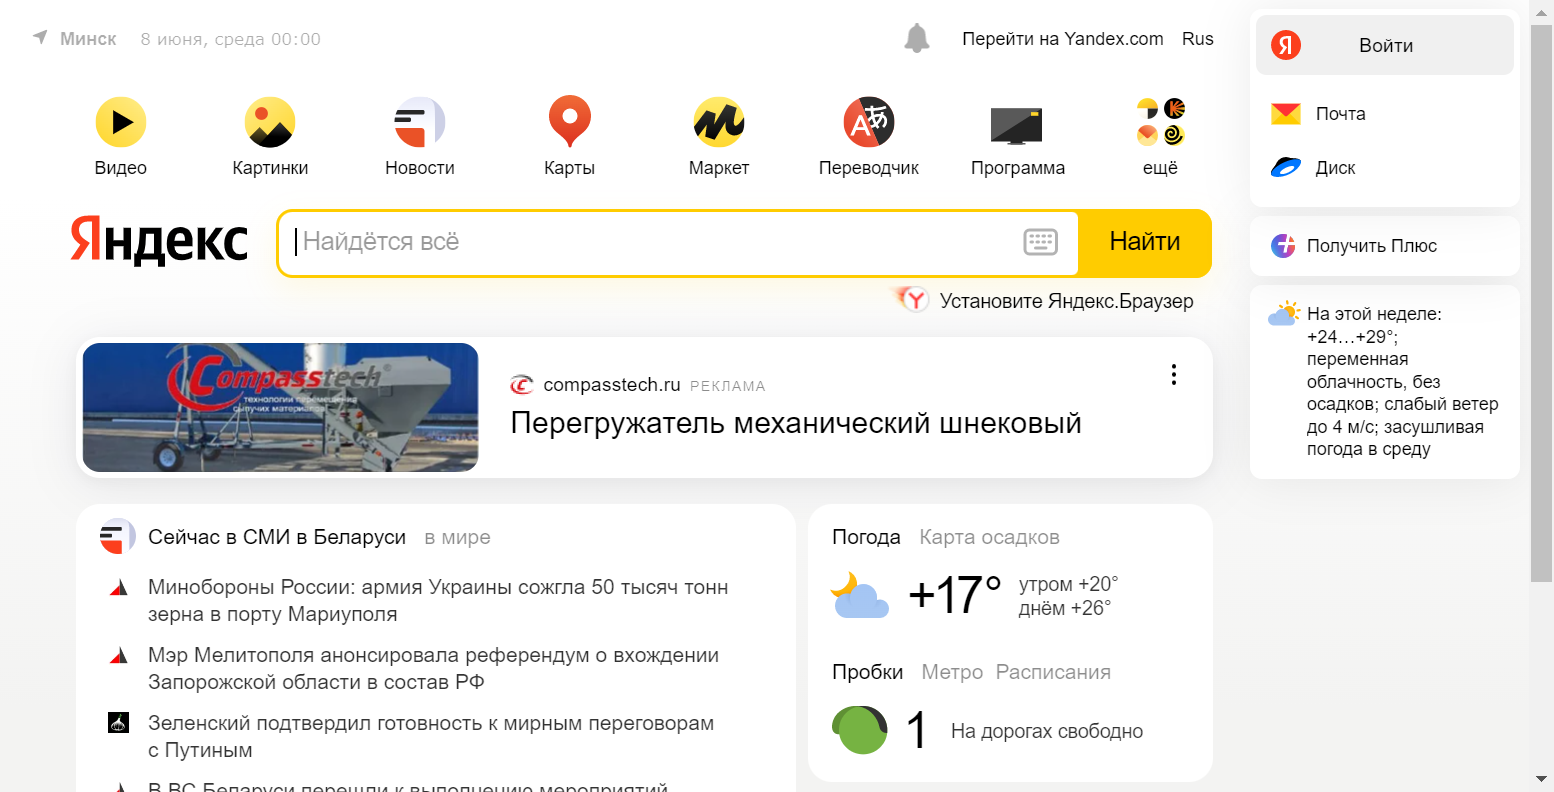 Минск 8 июня, среда 00:00
Перейти на Yandex.com Rus
Войти
Почта
Диск
Видео
Картинки
Новости
Карты
Маркет
Переводчик
Программа
ещё
Яндекс
Найдётся всё
Найти
Получить Плюс
Установите Яндекс.Браузер
На этой неделе:
+24…+29°;
переменная
облачность, без
осадков; слабый ветер
до 4 м/с; засушливая
погода в среду
Compasstech
технологии перемещения
сыпучих материалов
compasstech.ru РЕКЛАМА
Перегружатель механический шнековый
Сейчас в СМИ в Беларуси в мире
Минобороны России: армия Украины сожгла 50 тысяч тонн
зерна в порту Мариуполя
Мэр Мелитополя анонсировала референдум о вхождении
Запорожской области в состав РФ
Зеленский подтвердил готовность к мирным переговорам
с Путиным
В ВС Беларуси перешли к выполнению мероприятий
Погода Карта осадков
+17°
утром +20°
днём +26°
Пробки Метро Расписания
1 На дорогах свободно